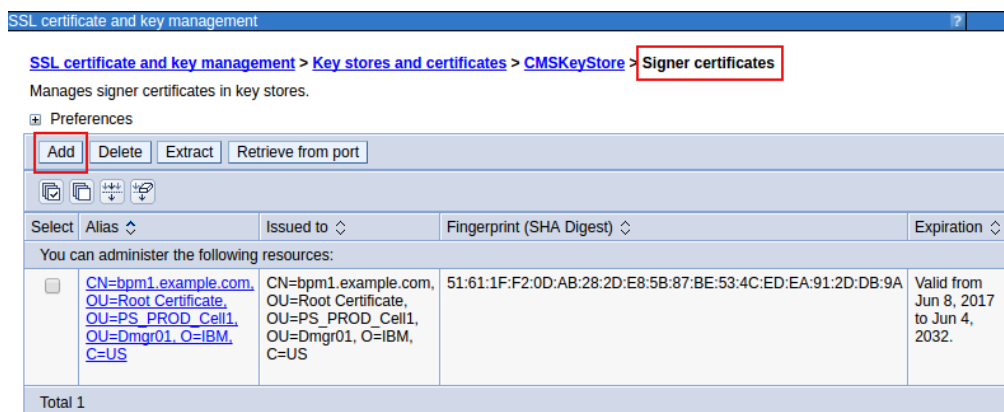 SSL certificate and key management ?
SSL certificate and key management > Key stores and certificates > CMSKeyStore > Signer certificates
Manages signer certificates in key stores.
Preferences
Add Delete Extract Retrieve from port
Select Alias Issued to Fingerprint (SHA Digest) Expiration
You can administer the following resources:
CN=bpm1.example.com, CN=bpm1.example.com, 51:61:1F:F2:0D:AB:28:2D:E8:5B:87:BE:53:4C:ED:EA:91:2D:DB:9A Valid from
OU=Root Certificate, OU=Root Certificate, Jun 8, 2017
OU=PS_PROD_Cell1, OU=PS_PROD_Cell1, to Jun 4,
OU=Dmgr01, O=IBM, OU=Dmgr01, O=IBM, 2032.
C=US C=US
Total 1